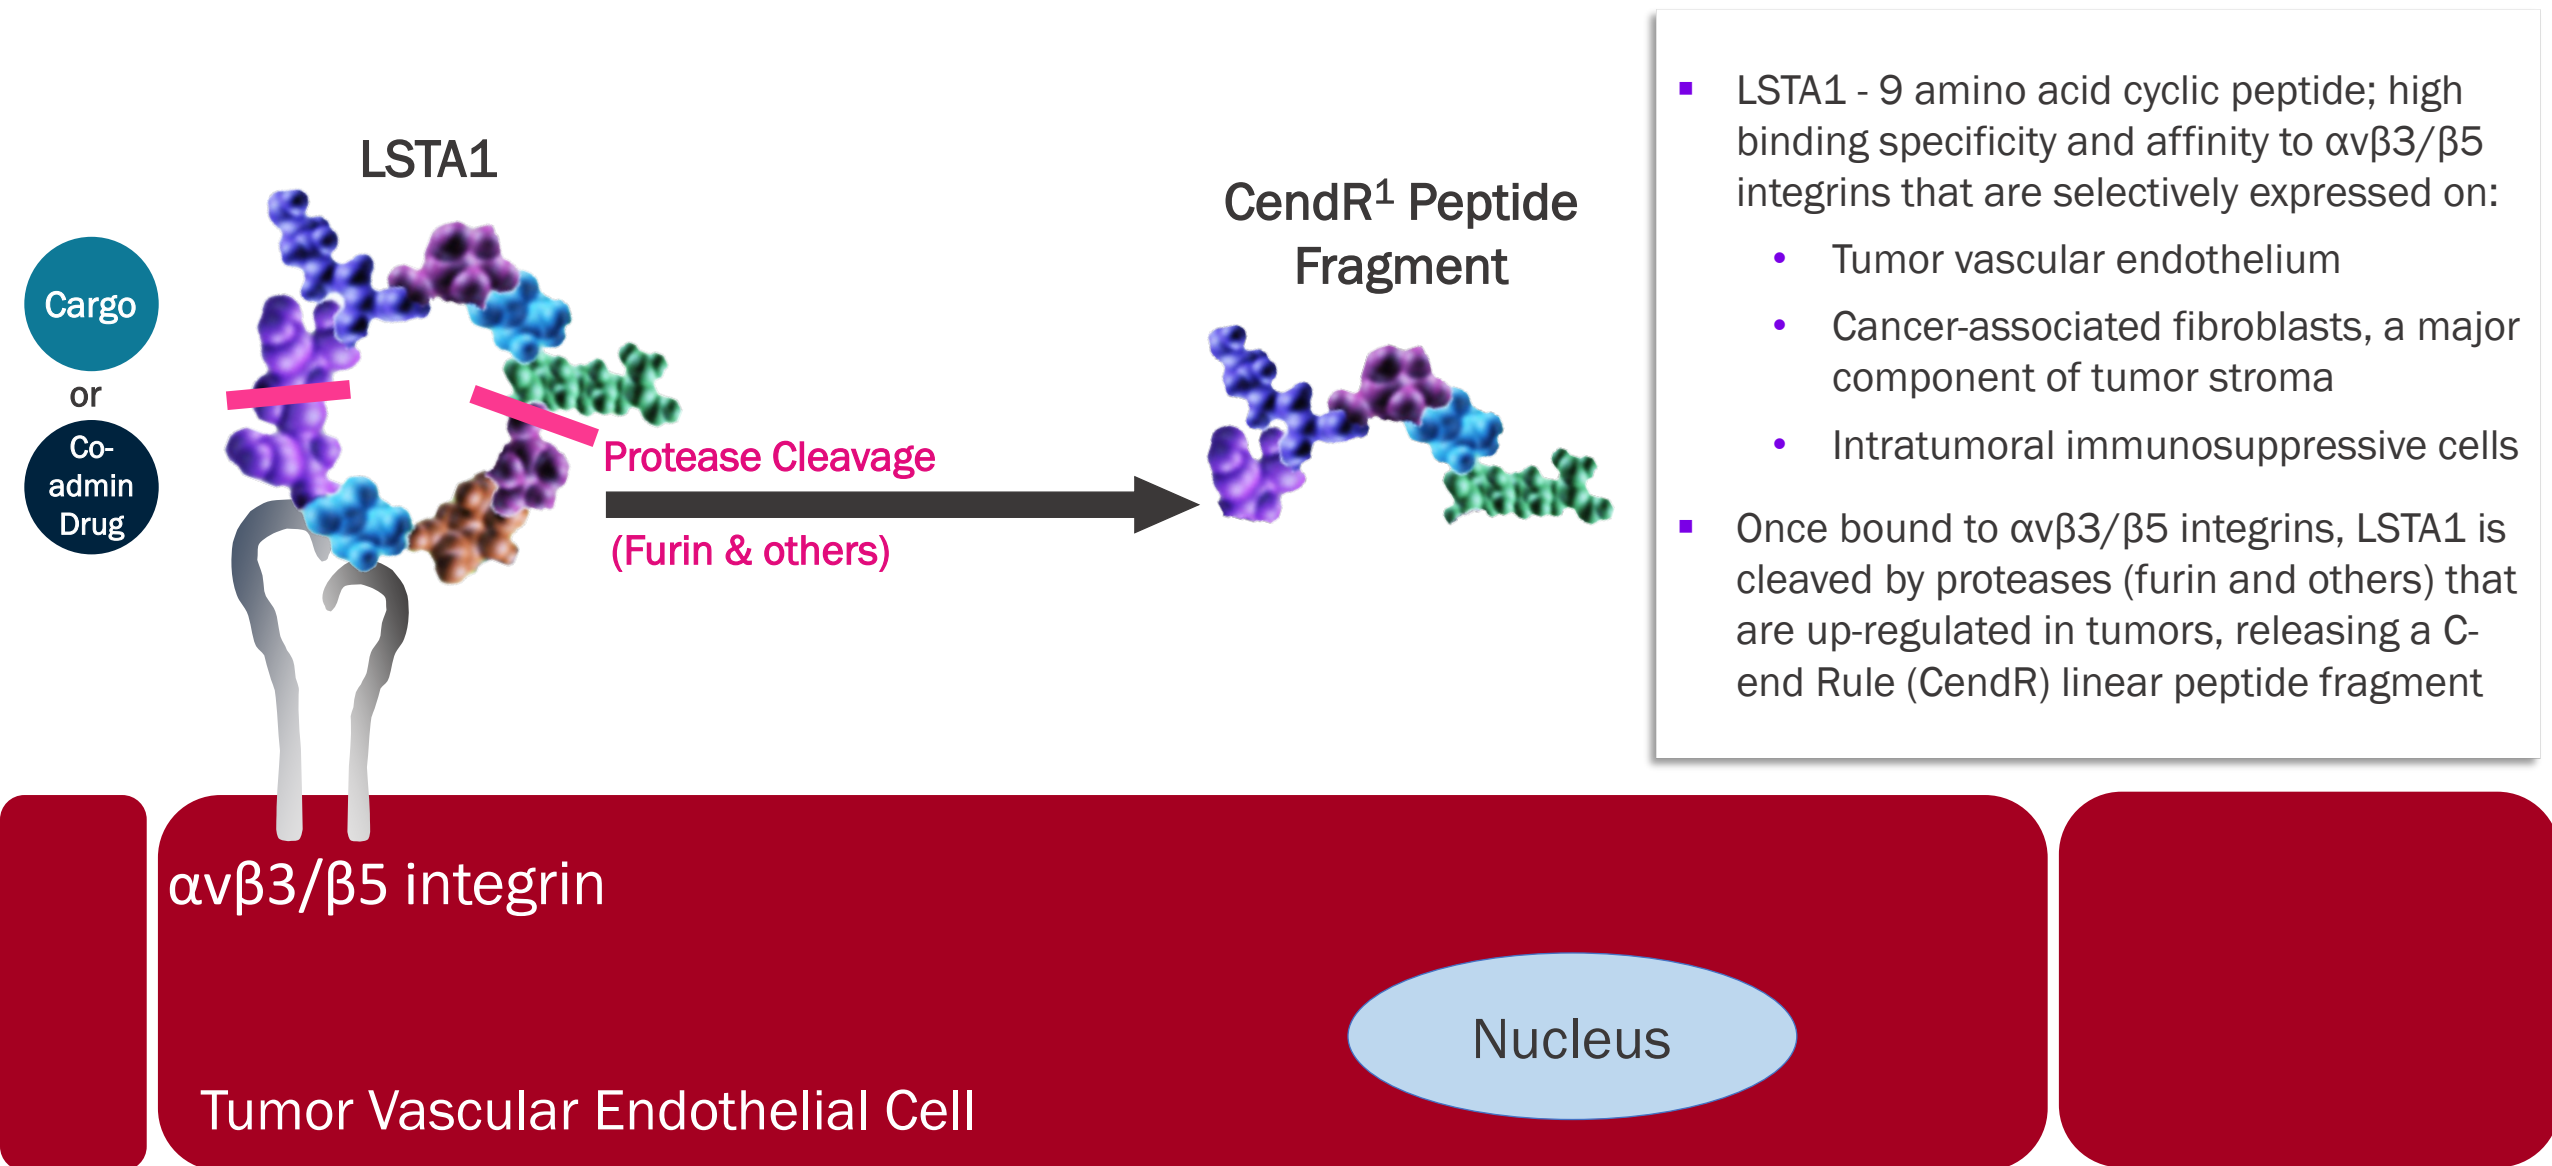 LSTA1
Cargo
or
Co-
admin
Drug
Protease Cleavage
(Furin & others)
CendR¹ Peptide
Fragment
▪ LSTA1 - 9 amino acid cyclic peptide; high
binding specificity and affinity to αvβ3/β5
integrins that are selectively expressed on:
• Tumor vascular endothelium
• Cancer-associated fibroblasts, a major
component of tumor stroma
• Intratumoral immunosuppressive cells
▪ Once bound to αvβ3/β5 integrins, LSTA1 is
cleaved by proteases (furin and others) that
are up-regulated in tumors, releasing a C-
end Rule (CendR) linear peptide fragment
αvβ3/β5 integrin
Nucleus
Tumor Vascular Endothelial Cell